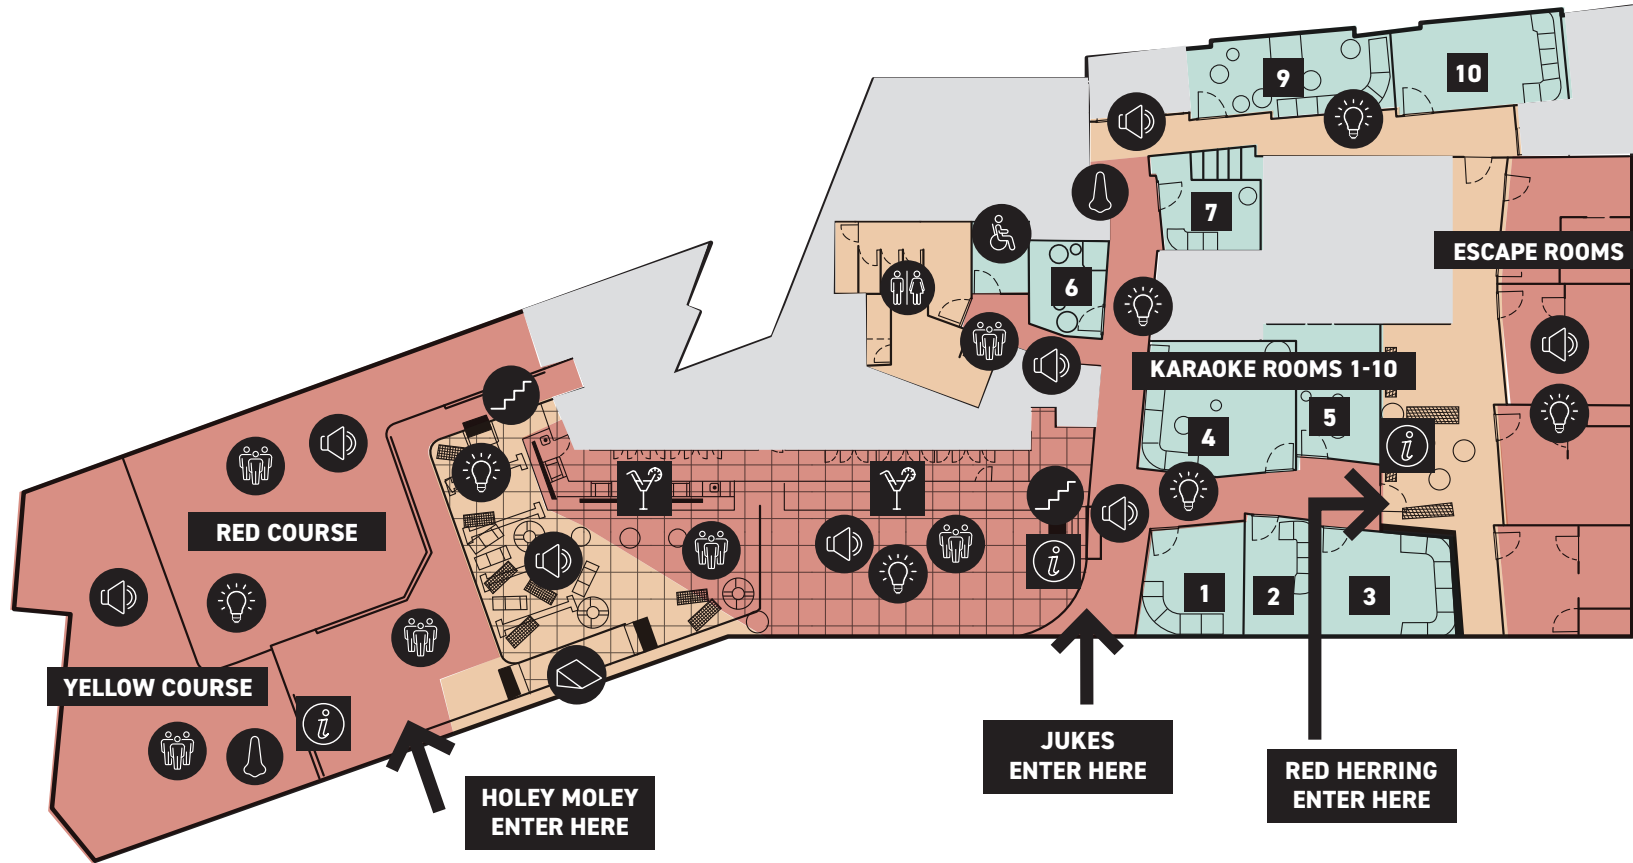 9
10
7
ESCAPE ROOMS
6
KARAOKE ROOMS 1-10
5
4
i
RED COURSE
i
1
2
3
YELLOW COURSE
i
JUKES
ENTER HERE
RED HERRING
ENTER HERE
HOLEY MOLEY
ENTER HERE